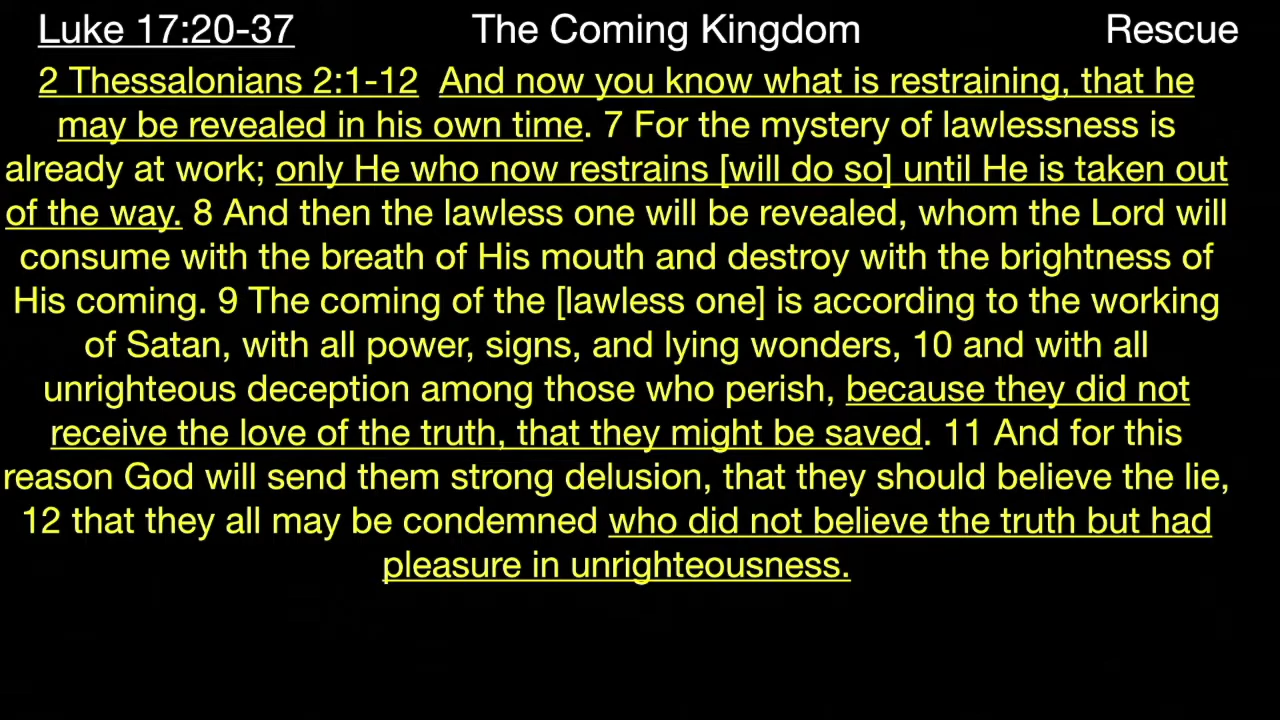 Luke 17:20-37 The Coming Kingdom Rescue
2 Thessalonians 2:1-12 And now you know what is restraining, that he
may be revealed in his own time. 7 For the mystery of lawlessness is
already at work; only He who now restrains [will do so] until He is taken out
of the way. 8 And then the lawless one will be revealed, whom the Lord will
consume with the breath of His mouth and destroy with the brightness of
His coming. 9 The coming of the [lawless one] is according to the working
of Satan, with all power, signs, and lying wonders, 10 and with all
unrighteous deception among those who perish, because they did not
receive the love of the truth, that they might be saved. 11 And for this
reason God will send them strong delusion, that they should believe the lie,
12 that they all may be condemned who did not believe the truth but had
pleasure in unrighteousness.